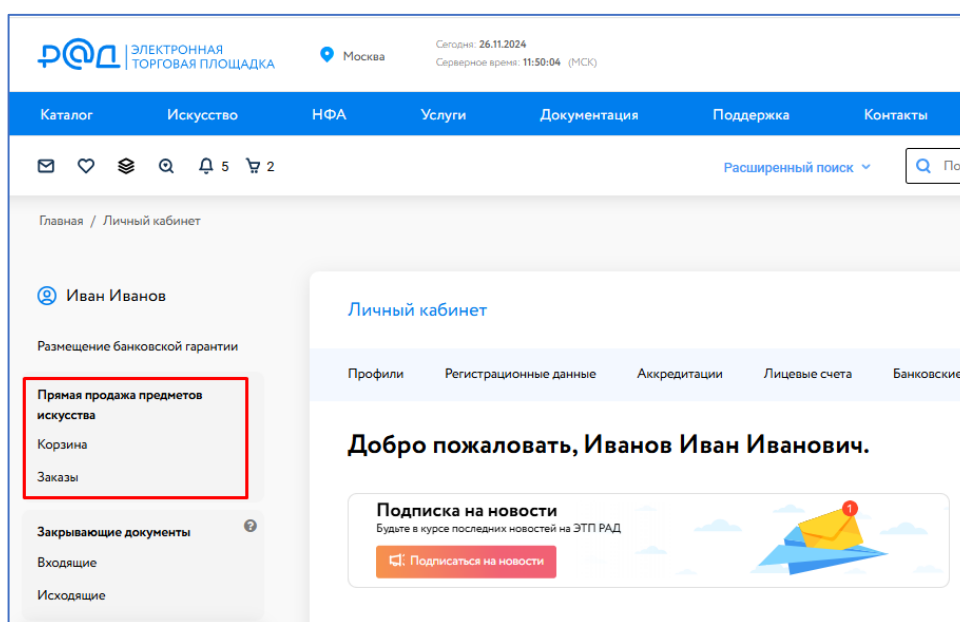 РАД ЭЛЕКТРОННАЯ
ТОРГОВАЯ ПЛОЩАДКА
Москва
Сегодня: 26.11.2024
Серверное время: 11:50:04 (МСК)
Каталог Искусство НФА Услуги Документация Поддержка Контакты
5 2 Расширенный поиск По
Главная / Личный кабинет
Иван Иванов
Размещение банковской гарантии
Прямая продажа предметов
искусства
Корзина
Заказы
Закрывающие документы ?
Входящие
Исходящие
Личный кабинет
Профили Регистрационные данные Аккредитации Лицевые счета Банковские
Добро пожаловать, Иванов Иван Иванович.
Подписка на новости
Будьте в курсе последних новостей на ЭТП РАД
Подписаться на новости
1